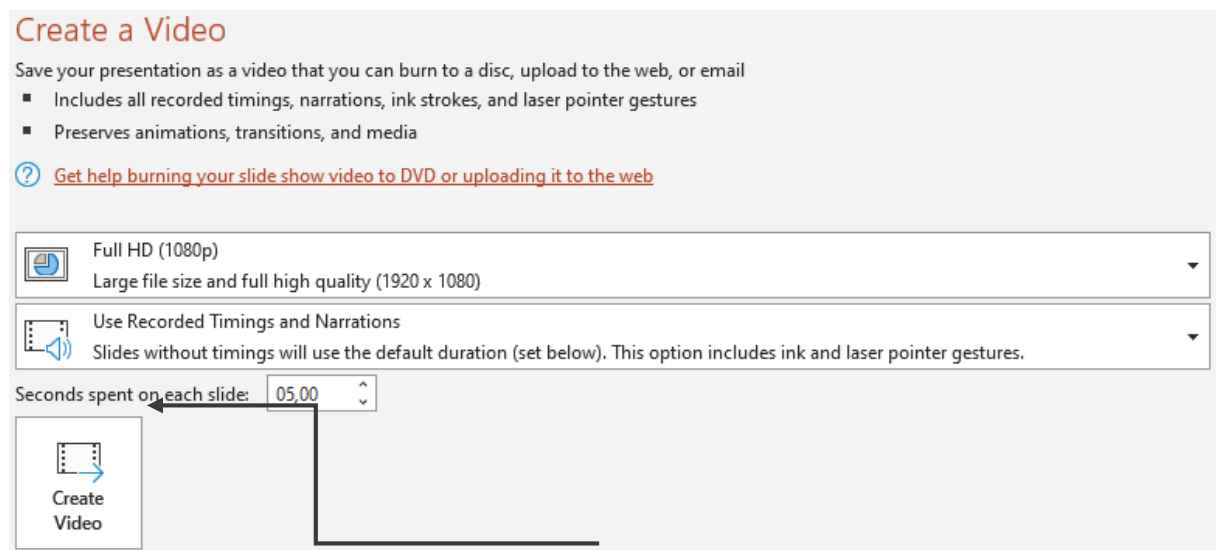 Create a Video
Save your presentation as a video that you can burn to a disc, upload to the web, or email
Includes all recorded timings, narrations, ink strokes, and laser pointer gestures
Preserves animations, transitions, and media
Get help burning your slide show video to DVD or uploading it to the web
Full HD (1080p)
Large file size and full high quality (1920 x 1080)
Use Recorded Timings and Narrations
Slides without timings will use the default duration (set below). This option includes ink and laser pointer gestures.
Seconds spent on each slide: 05,00
Create
Video